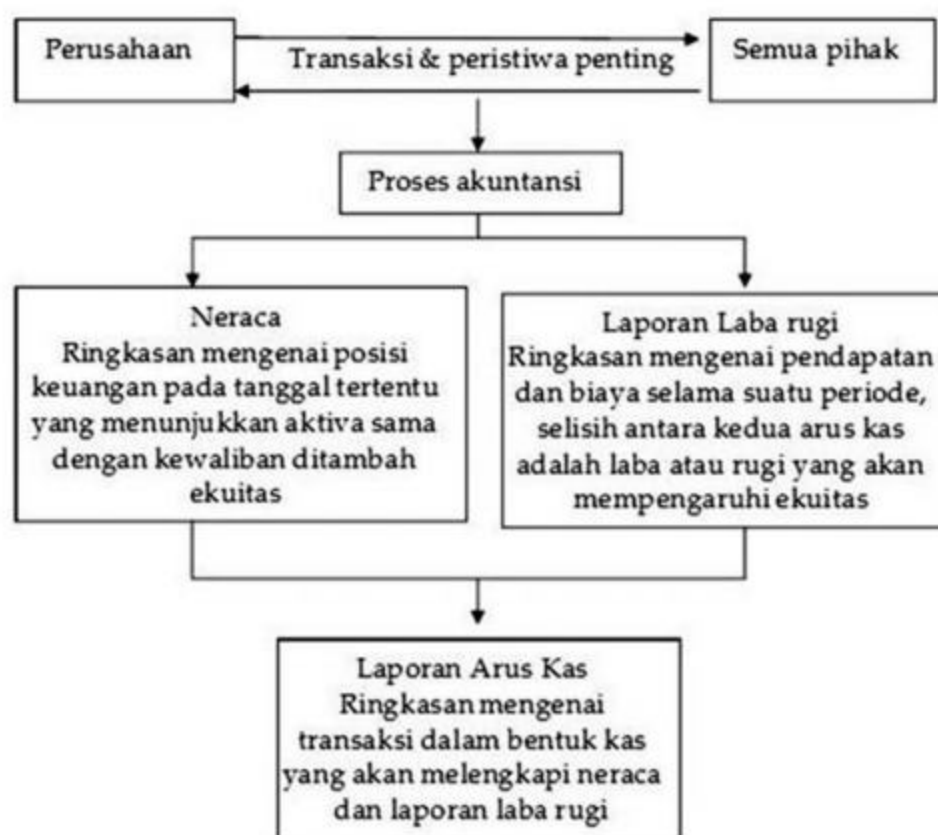 Perusahaan
Transaksi & peristiwa penting
Semua pihak
Proses akuntansi
Neraca
Ringkasan mengenai posisi
keuangan pada tanggal tertentu
yang menunjukkan aktiva sama
dengan kewaliban ditambah
ekuitas
Laporan Laba rugi
Ringkasan mengenai pendapatan
dan biaya selama suatu periode,
selisih antara kedua arus kas
adalah laba atau rugi yang akan
mempengaruhi ekuitas
Laporan Arus Kas
Ringkasan mengenai
transaksi dalam bentuk kas
yang akan melengkapi neraca
dan laporan laba rugi